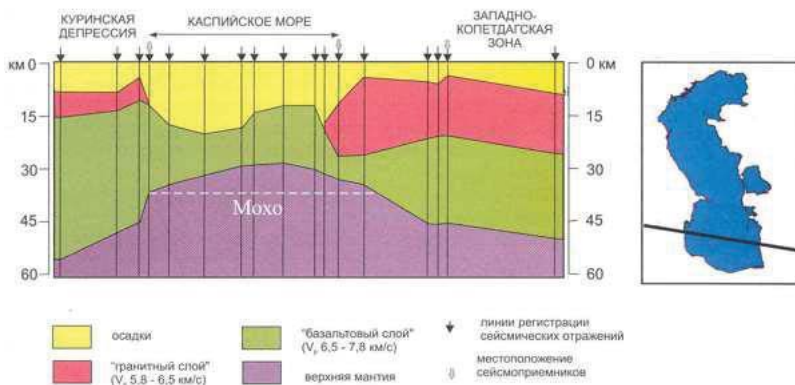 КУРИНСКАЯ
ДЕПРЕССИЯ
КАСПИЙСКОЕ МОРЕ
ЗАПАДНО-
КОПЕТДАГСКАЯ
ЗОНА
км 0
15
30
45
60
0 км
15
30
45
60
Мохо
осадки
"гранитный слой"
(Vp 5,8 - 6,5 км/с)
"базальтовый слой"
(Vp 6,5 - 7,8 км/с)
верхняя мантия
линии регистрации
сейсмических отражений
местоположение
сейсмоприемников